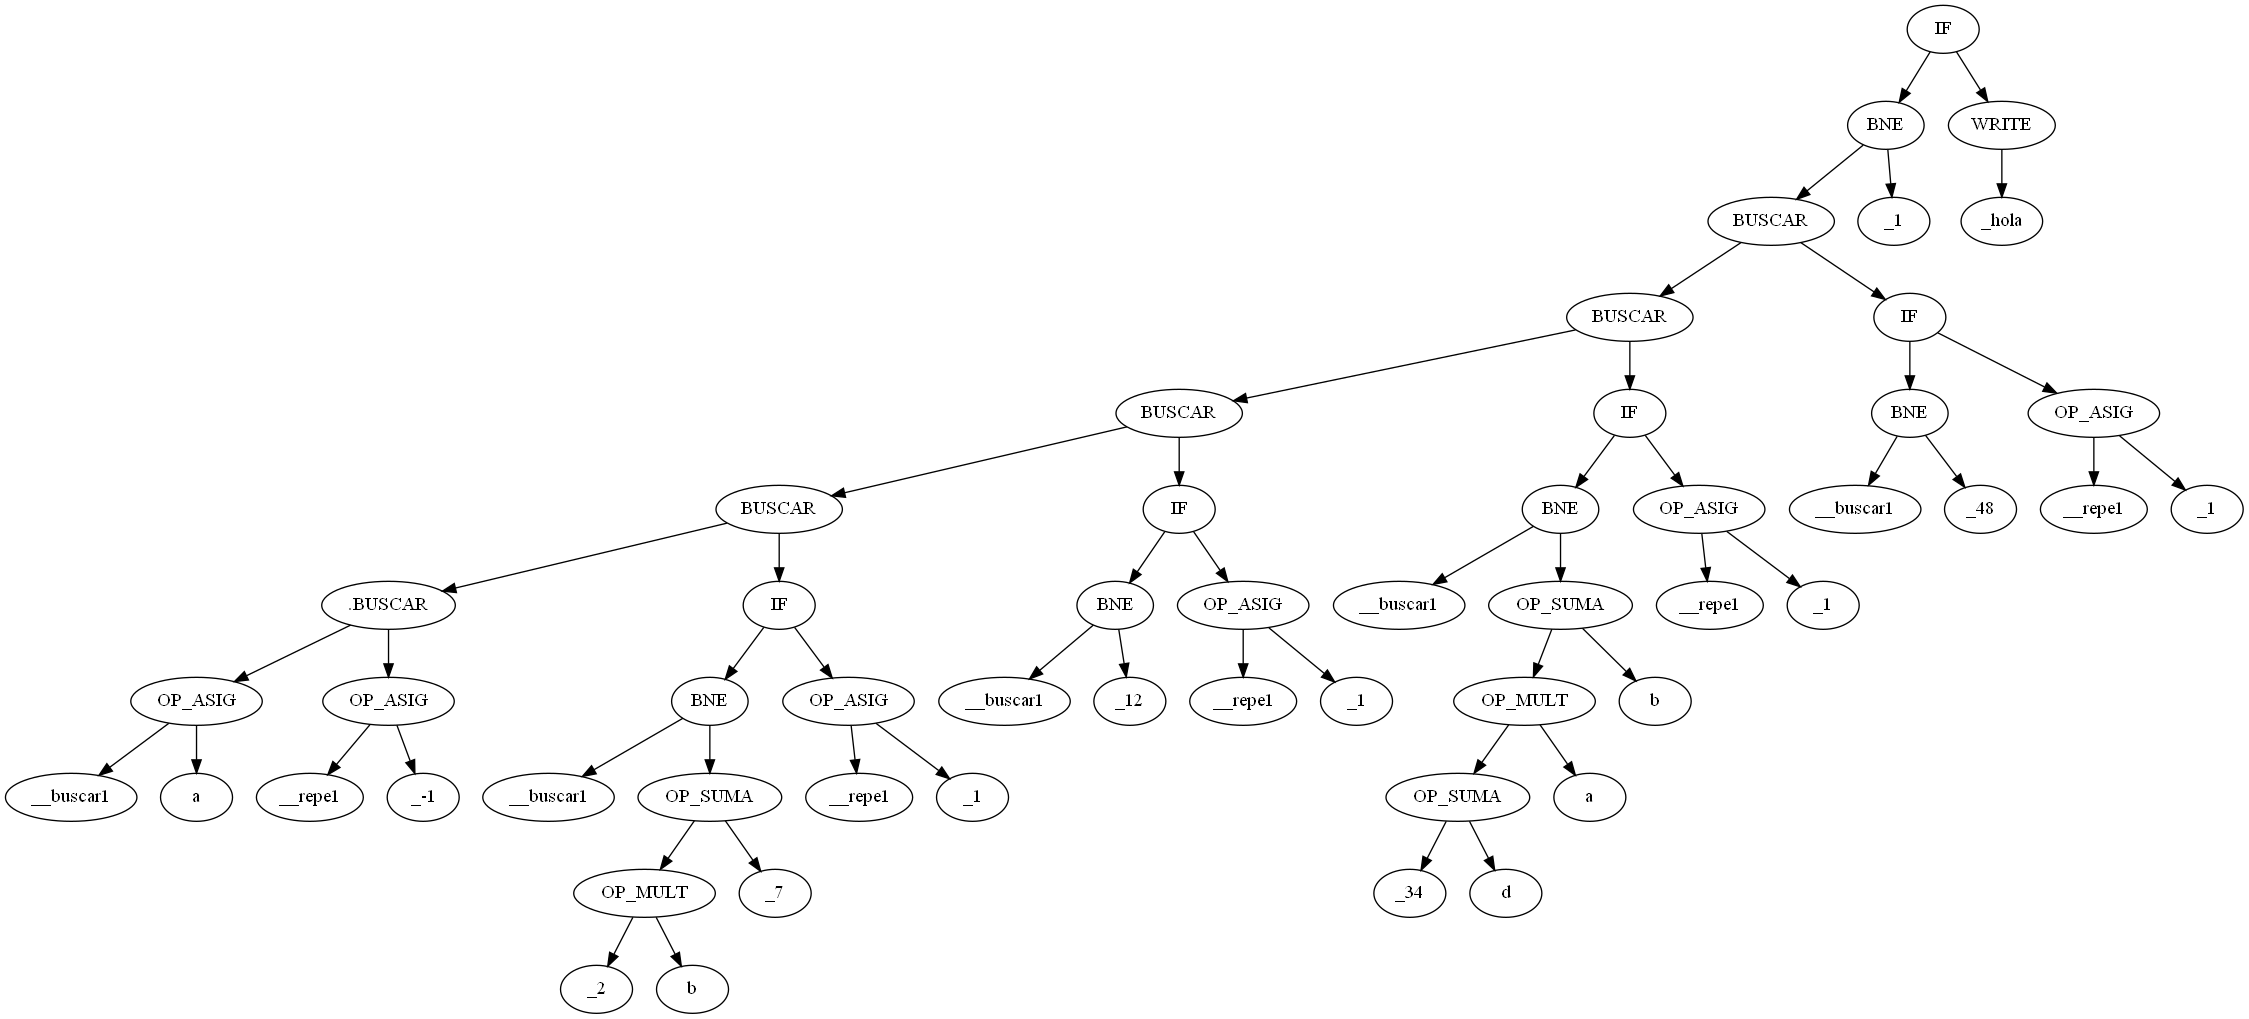 IF
BNE
WRITE
BUSCAR
_1
_hola
BUSCAR
IF
BUSCAR
IF
BNE
OP_ASIG
BUSCAR
IF
BNE
OP_ASIG
__buscar1
_48
__repe1
_1
.BUSCAR
IF
BNE
OP_ASIG
__buscar1
OP_SUMA
__repe1
_1
OP_ASIG
OP_ASIG
BNE
OP_ASIG
__buscar1
_12
__repe1
_1
OP_MULT
b
__buscar1
a
__repe1
_-1
__buscar1
OP_SUMA
__repe1
_1
OP_SUMA
a
OP_MULT
_7
_34
d
_2
b